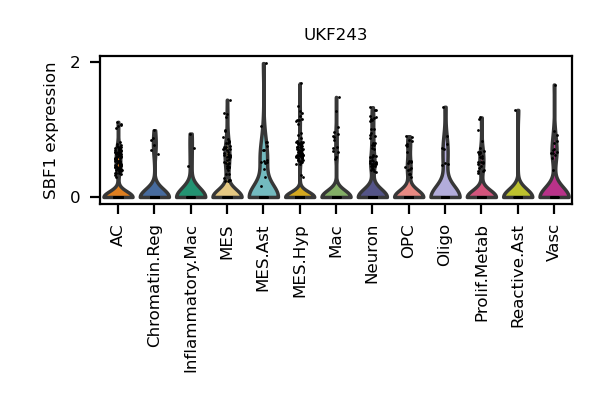 UKF243
SBF1 expression
2
0
AC
Chromatin.Reg
Inflammatory.Mac
MES
MES.Ast
MES.Hyp
Mac
Neuron
OPC
Oligo
Prolif.Metab
Reactive.Ast
Vasc